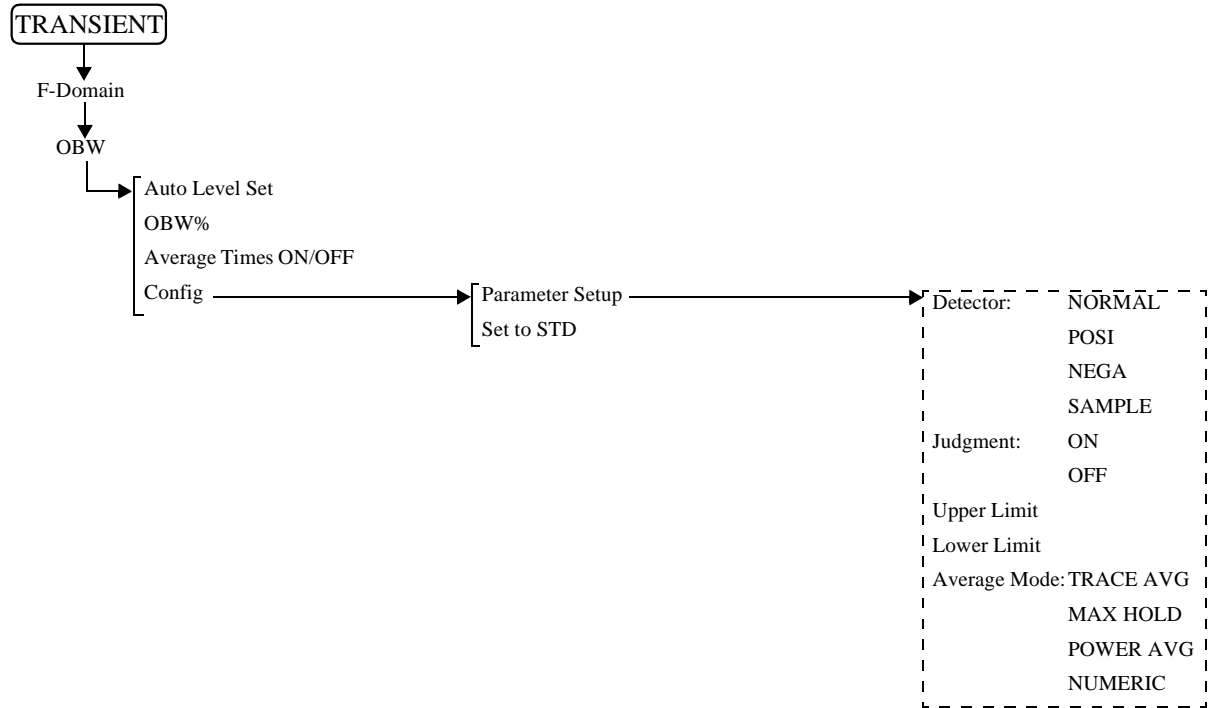 TRANSIENT
F-Domain
OBW
Auto Level Set
OBW%
Average Times ON/OFF
Config
Parameter Setup
Set to STD
Detector: NORMAL
POSI
NEGA
SAMPLE
Judgment: ON
OFF
Upper Limit
Lower Limit
Average Mode: TRACE AVG
MAX HOLD
POWER AVG
NUMERIC